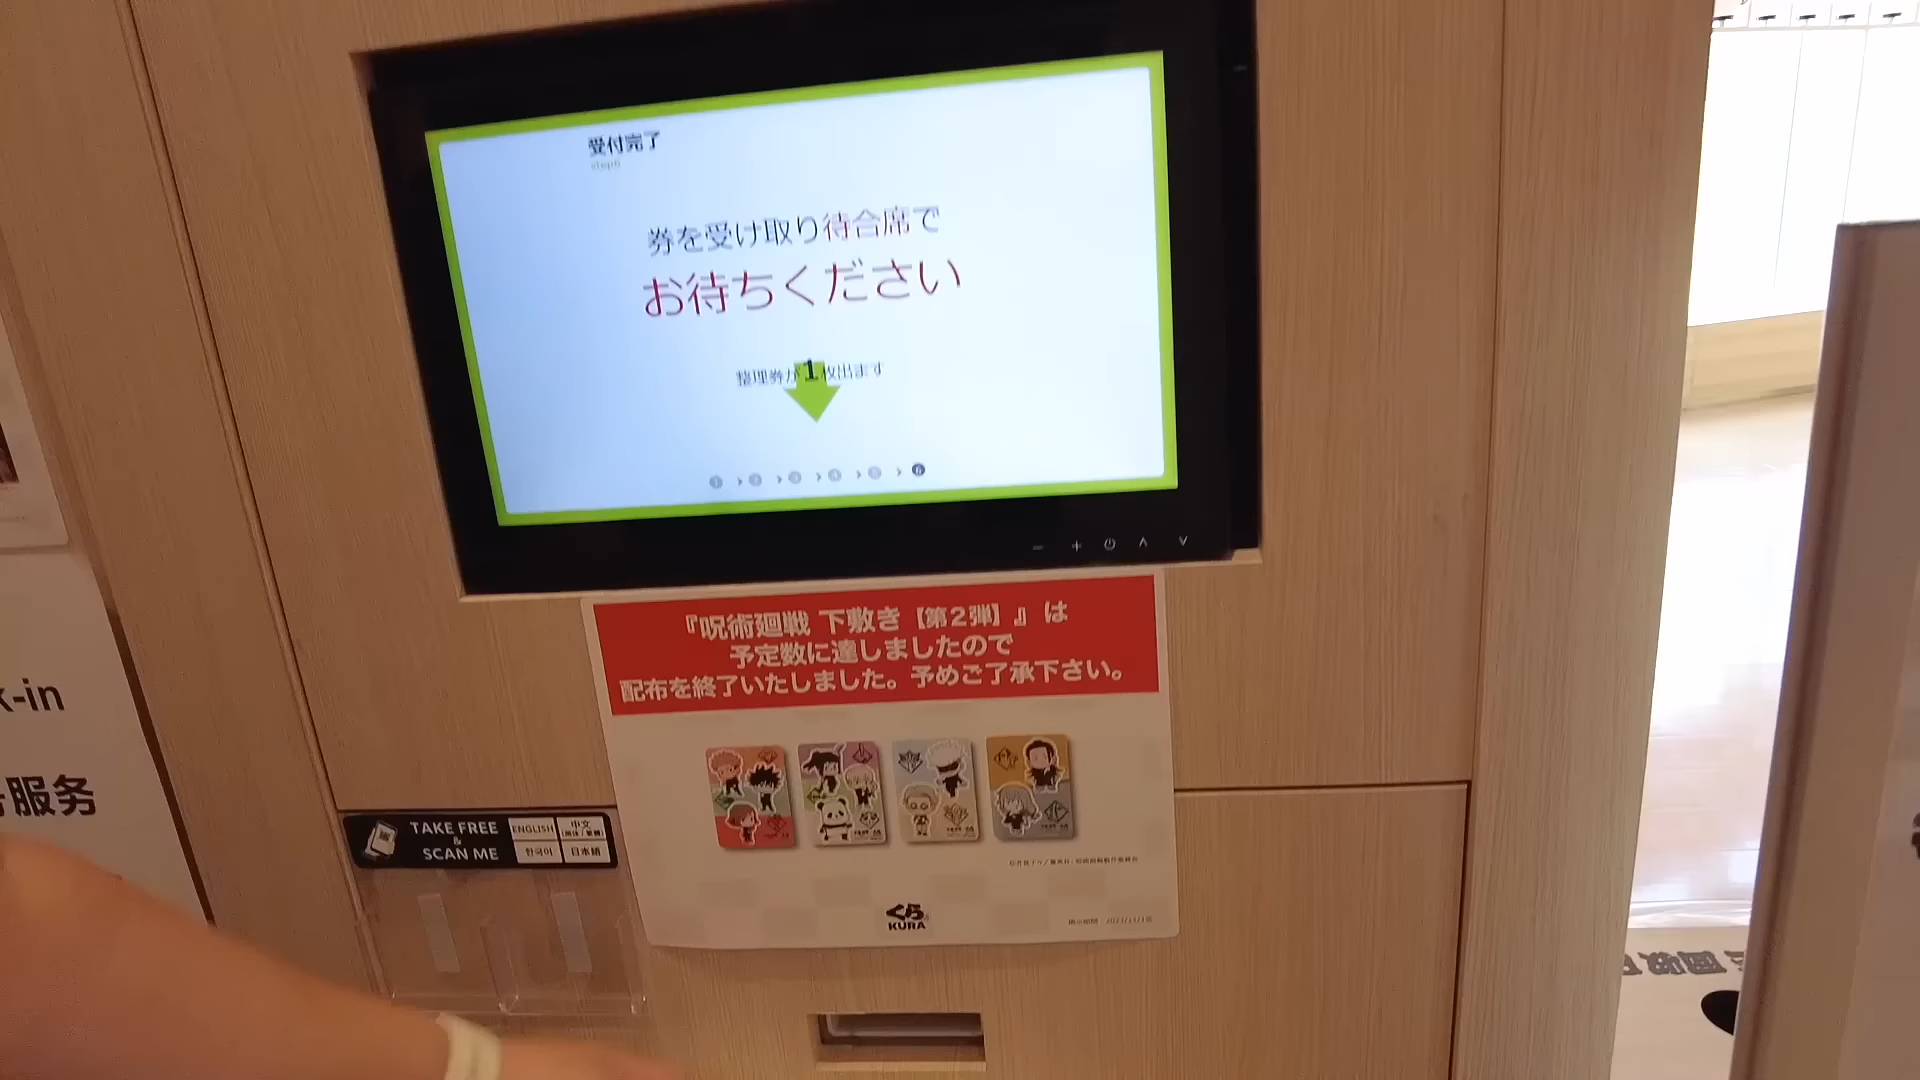 受付完了
step6
券を受け取り待合席で
お待ちください
整理券が1枚出ます
『呪術廻戦 下敷き【第2弾】』は
予定数に達しましたので
配布を終了いたしました。予めご了承下さい。
TAKE FREE
&
SCAN ME
ENGLISH
中文
한국어
日本語
k-in
服务
くら
KURA